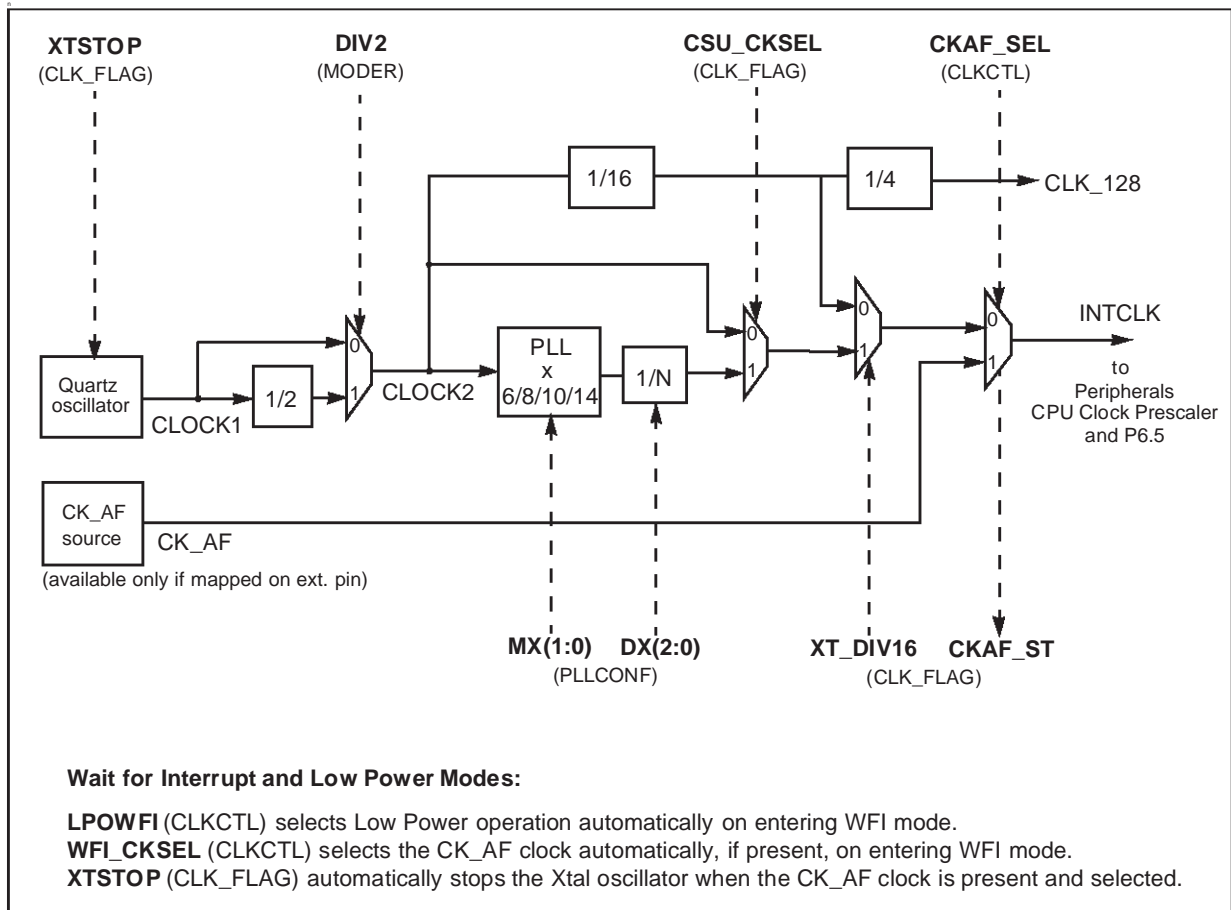 XTSTOP
(CLK_FLAG)
DIV2
(MODER)
CSU_CKSEL
(CLK_FLAG)
CKAF_SEL
(CLKCTL)
1/16
1/4
CLK_128
Quartz
oscillator
CLOCK1
1/2
0
1
CLOCK2
PLL
x
6/8/10/14
1/N
0
1
0
1
0
1
INTCLK
to
Peripherals
CPU Clock Prescaler
and P6.5
CK_AF
source
CK_AF
(available only if mapped on ext. pin)
MX(1:0)
DX(2:0)
(PLLCONF)
XT_DIV16
(CLK_FLAG)
CKAF_ST
Wait for Interrupt and Low Power Modes:
LPOWFI (CLKCTL) selects Low Power operation automatically on entering WFI mode.
WFI_CKSEL (CLKCTL) selects the CK_AF clock automatically, if present, on entering WFI mode.
XTSTOP (CLK_FLAG) automatically stops the Xtal oscillator when the CK_AF clock is present and selected.